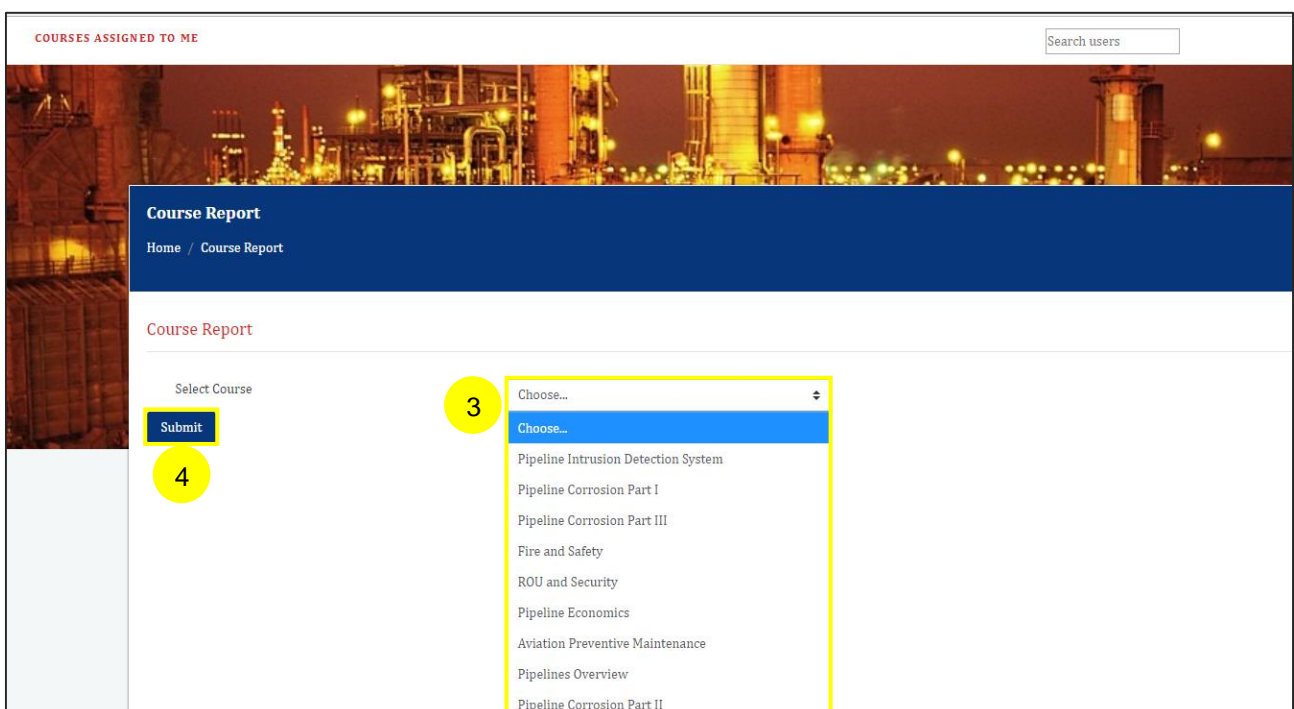 COURSES ASSIGNED TO ME
Search users
Course Report
Home / Course Report
Course Report
Select Course
3
Choose...
Submit
Choose...
4
Pipeline Intrusion Detection System
Pipeline Corrosion Part I
Pipeline Corrosion Part III
Fire and Safety
ROU and Security
Pipeline Economics
Aviation Preventive Maintenance
Pipelines Overview
Pipeline Corrosion Part II